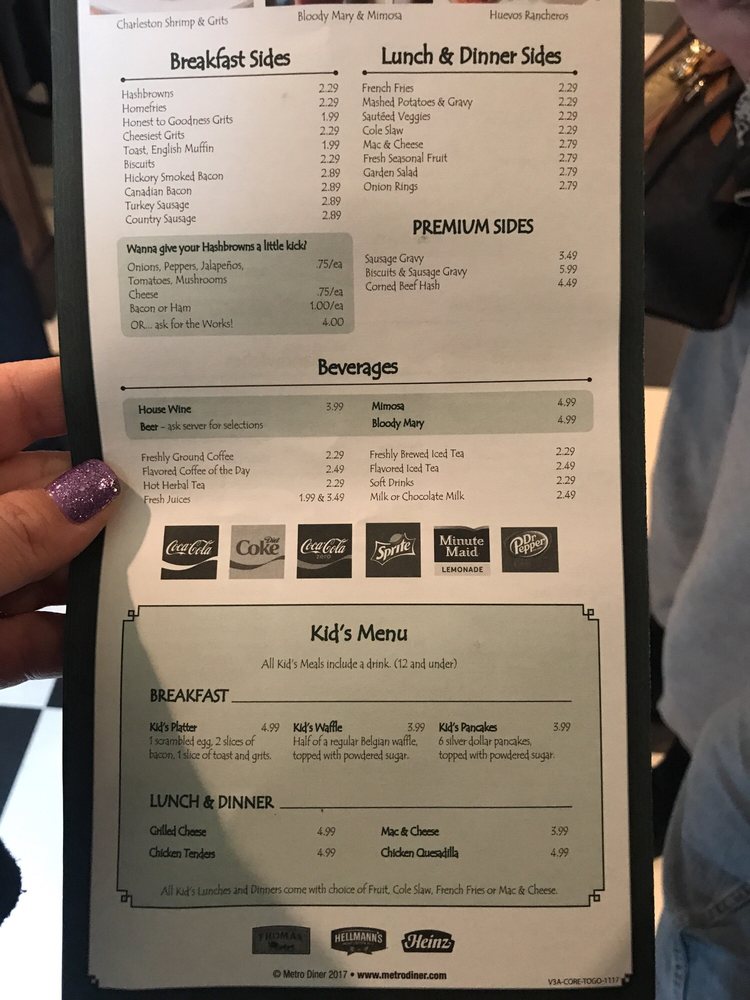 Charleston Shrimp & Grits
Bloody Mary & Mimosa
Huevos Rancheros
Breakfast Sides
Hashbrowns 2.29
Homefries 2.29
Honest to Goodness Grits 1.99
Cheesiest Grits 2.29
Toast, English Muffin 1.99
Biscuits 2.29
Hickory Smoked Bacon 2.89
Canadian Bacon 2.89
Turkey Sausage 2.89
Country Sausage 2.89
Wanna give your Hashbrowns a little kick?
Onions, Peppers, Jalapeños, .75/ea
Tomatoes, Mushrooms
Cheese .75/ea
Bacon or Ham 1.00/ea
OR... ask for the Works! 4.00
Lunch & Dinner Sides
French Fries 2.29
Mashed Potatoes & Gravy 2.29
Sautéed Veggies 2.29
Cole Slaw 2.29
Mac & Cheese 2.79
Fresh Seasonal Fruit 2.79
Garden Salad 2.79
Onion Rings 2.79
PREMIUM SIDES
Sausage Gravy 3.49
Biscuits & Sausage Gravy 5.99
Corned Beef Hash 4.49
Beverages
House Wine 3.99
Beer - ask server for selections
Mimosa 4.99
Bloody Mary 4.99
Freshly Ground Coffee 2.29
Flavored Coffee of the Day 2.49
Hot Herbal Tea 2.29
Fresh Juices 1.99 & 3.49
Freshly Brewed Iced Tea 2.29
Flavored Iced Tea 2.49
Soft Drinks 2.29
Milk or Chocolate Milk 2.49
Coca-Cola
Diet Coke
Coca-Cola zero
Sprite
Minute Maid LEMONADE
Dr Pepper
Kid's Menu
All Kid's Meals include a drink. (12 and under)
BREAKFAST
Kid's Platter 4.99
1 scrambled egg, 2 slices of
bacon, 1 slice of toast and grits.
Kid's Waffle 3.99
Half of a regular Belgian waffle,
topped with powdered sugar.
Kid's Pancakes 3.99
6 silver dollar pancakes,
topped with powdered sugar.
LUNCH & DINNER
Grilled Cheese 4.99
Chicken Tenders 4.99
Mac & Cheese 3.99
Chicken Quesadilla 4.99
All Kid's Lunches and Dinners come with choice of Fruit, Cole Slaw, French Fries or Mac & Cheese.
THOMAS'
HELLMANN'S
Heinz
© Metro Diner 2017 • www.metrodiner.com
V3A-CORE-TOGO-1117